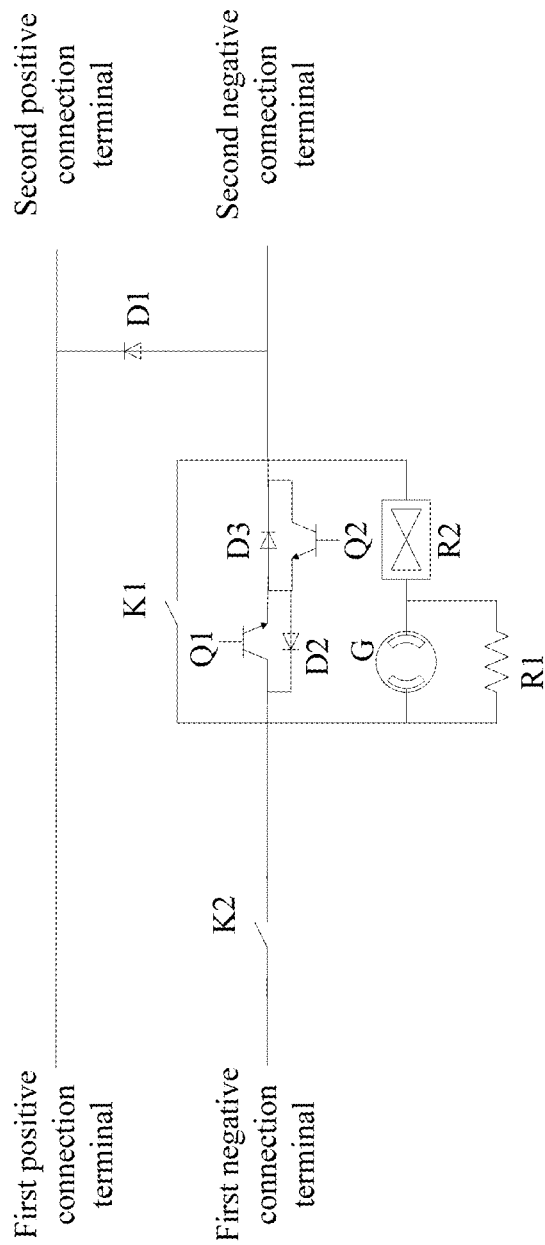 First positive
connection
terminal
Second positive
connection
terminal
D1
K1
Q1
D3
K2
D2
Q2
First negative
connection
terminal
Second negative
connection
terminal
G
R2
R1